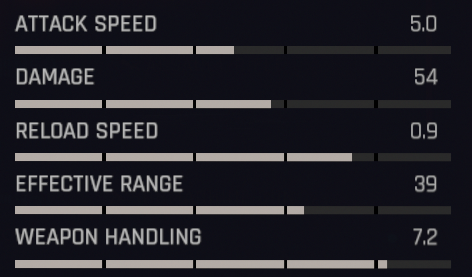 ATTACK SPEED 5.0
DAMAGE 54
RELOAD SPEED 0.9
EFFECTIVE RANGE 39
WEAPON HANDLING 7.2